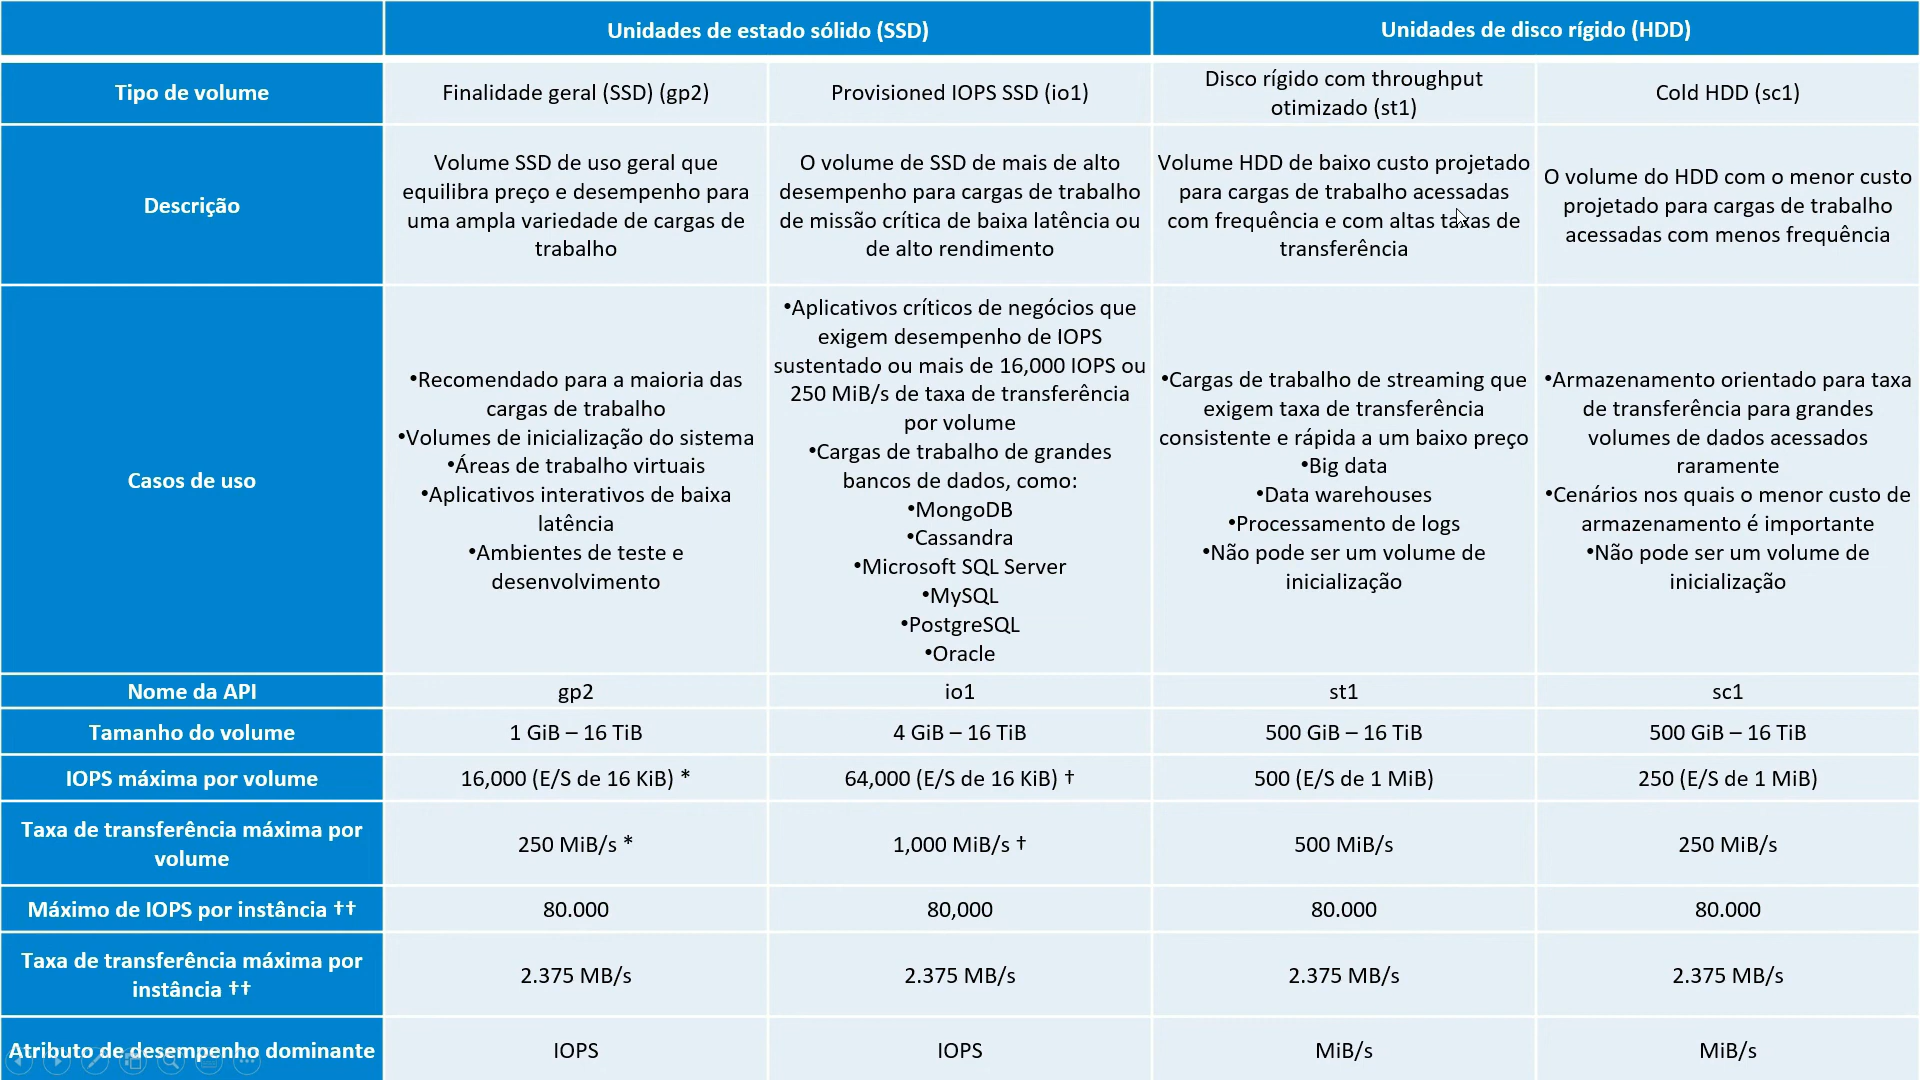 Unidades de estado sólido (SSD)
Unidades de disco rígido (HDD)
Tipo de volume
Finalidade geral (SSD) (gp2)
Provisioned IOPS SSD (io1)
Disco rígido com throughput
otimizado (st1)
Cold HDD (sc1)
Descrição
Volume SSD de uso geral que
equilibra preço e desempenho para
uma ampla variedade de cargas de
trabalho
O volume de SSD de mais de alto
desempenho para cargas de trabalho
de missão crítica de baixa latência ou
de alto rendimento
Volume HDD de baixo custo projetado
para cargas de trabalho acessadas
com frequência e com altas taxas de
transferência
O volume do HDD com o menor custo
projetado para cargas de trabalho
acessadas com menos frequência
Casos de uso
•Recomendado para a maioria das
cargas de trabalho
•Volumes de inicialização do sistema
•Áreas de trabalho virtuais
•Aplicativos interativos de baixa
latência
•Ambientes de teste e
desenvolvimento
•Aplicativos críticos de negócios que
exigem desempenho de IOPS
sustentado ou mais de 16,000 IOPS ou
250 MiB/s de taxa de transferência
por volume
•Cargas de trabalho de grandes
bancos de dados, como:
•MongoDB
•Cassandra
•Microsoft SQL Server
•MySQL
•PostgreSQL
•Oracle
•Cargas de trabalho de streaming que
exigem taxa de transferência
consistente e rápida a um baixo preço
•Big data
•Data warehouses
•Processamento de logs
•Não pode ser um volume de
inicialização
•Armazenamento orientado para taxa
de transferência para grandes
volumes de dados acessados
raramente
•Cenários nos quais o menor custo de
armazenamento é importante
•Não pode ser um volume de
inicialização
Nome da API
gp2
io1
st1
sc1
Tamanho do volume
1 GiB – 16 TiB
4 GiB – 16 TiB
500 GiB – 16 TiB
500 GiB – 16 TiB
IOPS máxima por volume
16,000 (E/S de 16 KiB) *
64,000 (E/S de 16 KiB) †
500 (E/S de 1 MiB)
250 (E/S de 1 MiB)
Taxa de transferência máxima por
volume
250 MiB/s *
1,000 MiB/s †
500 MiB/s
250 MiB/s
Máximo de IOPS por instância ††
80.000
80,000
80.000
80.000
Taxa de transferência máxima por
instância ††
2.375 MB/s
2.375 MB/s
2.375 MB/s
2.375 MB/s
Atributo de desempenho dominante
IOPS
IOPS
MiB/s
MiB/s